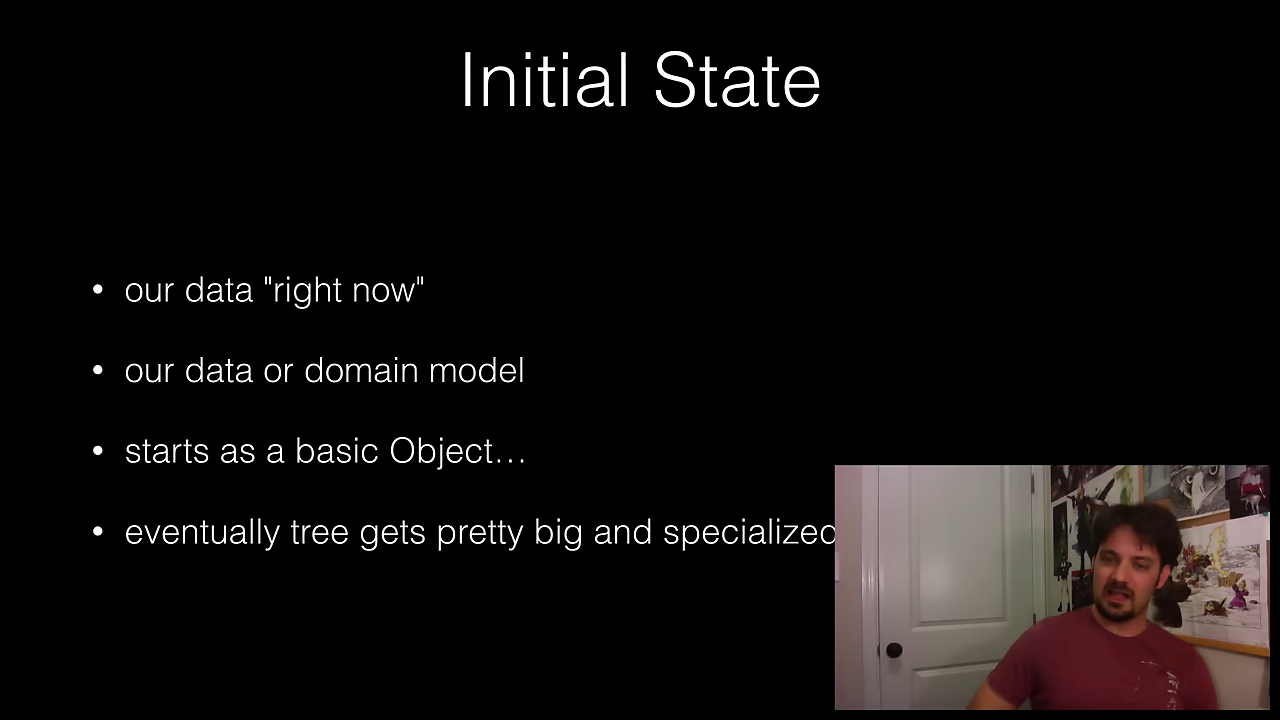 Initial State
• our data "right now"
• our data or domain model
• starts as a basic Object…
• eventually tree gets pretty big and specialized